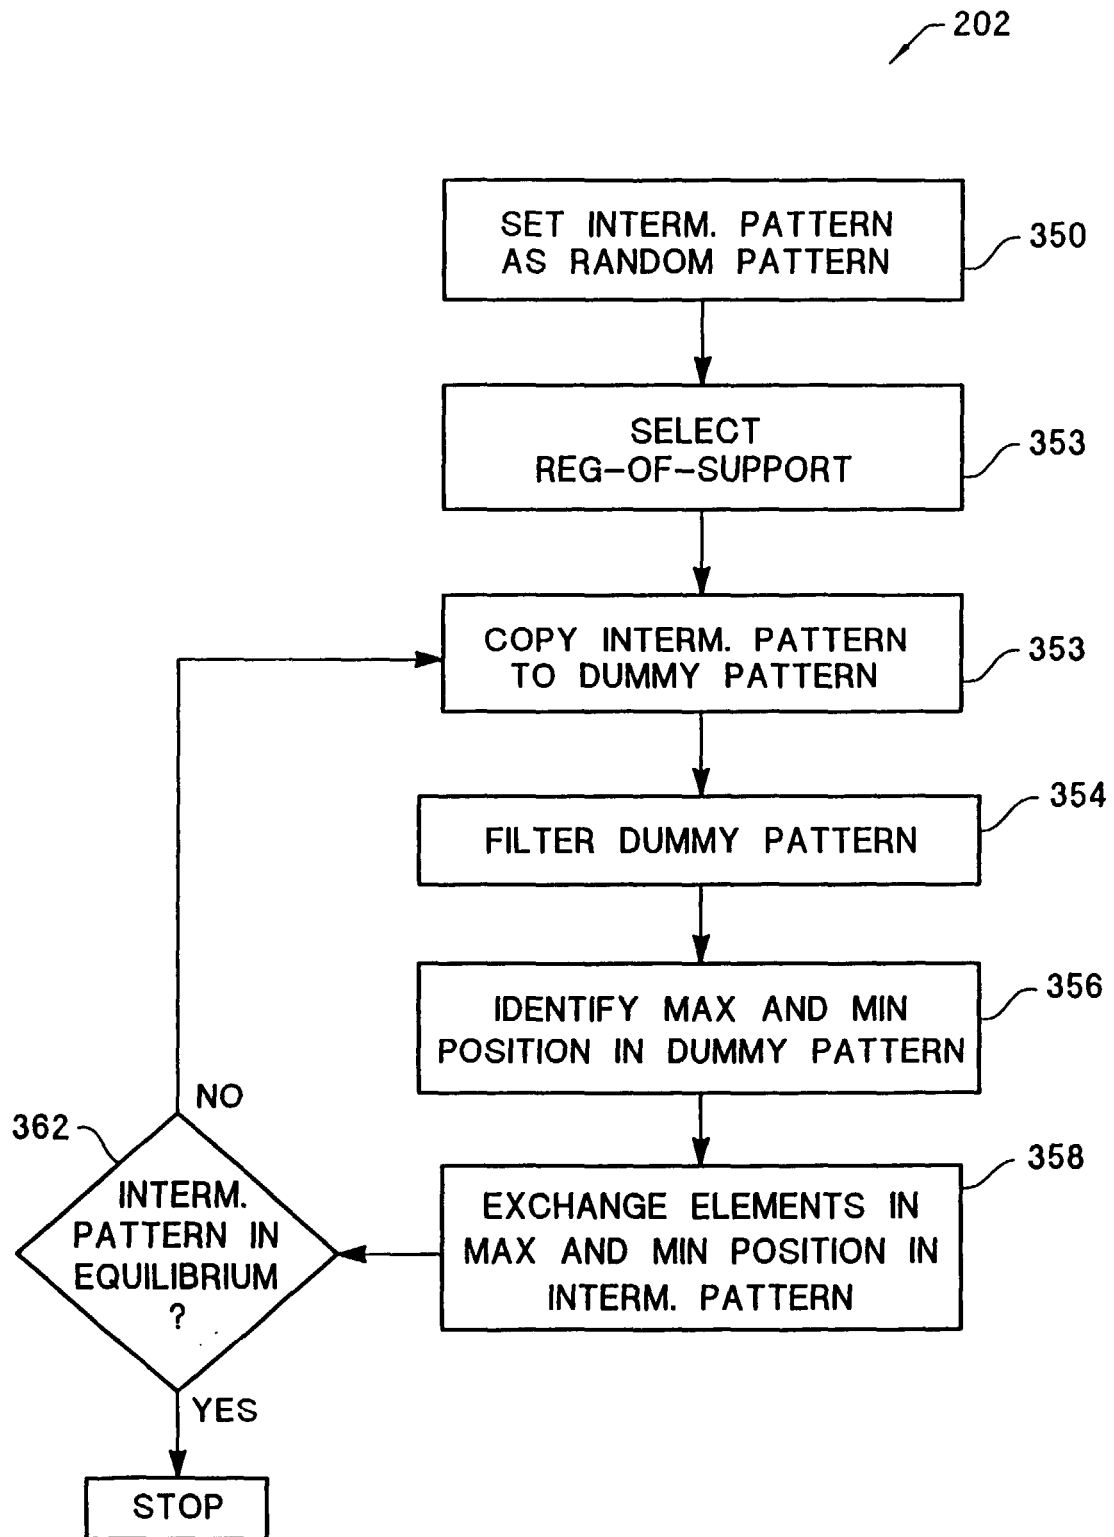 202
SET INTERM. PATTERN
AS RANDOM PATTERN
350
SELECT
REG-OF-SUPPORT
353
COPY INTERM. PATTERN
TO DUMMY PATTERN
353
FILTER DUMMY PATTERN
354
IDENTIFY MAX AND MIN
POSITION IN DUMMY PATTERN
356
EXCHANGE ELEMENTS IN
MAX AND MIN POSITION IN
INTERM. PATTERN
358
362
NO
INTERM.
PATTERN IN
EQUILIBRIUM
?
YES
STOP